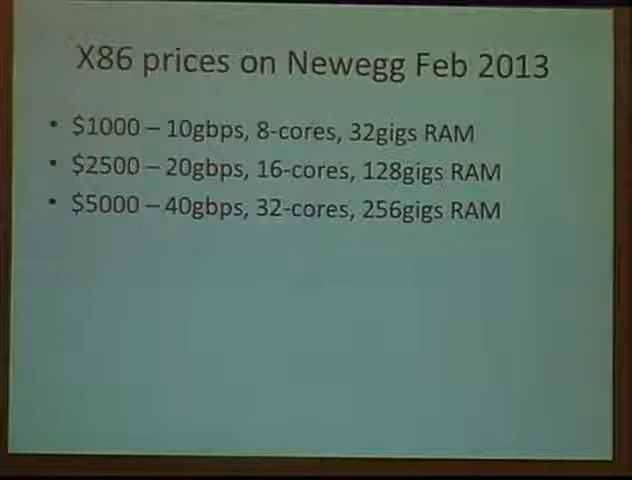 X86 prices on Newegg Feb 2013
• $1000 – 10gbps, 8-cores, 32gigs RAM
• $2500 – 20gbps, 16-cores, 128gigs RAM
• $5000 – 40gbps, 32-cores, 256gigs RAM